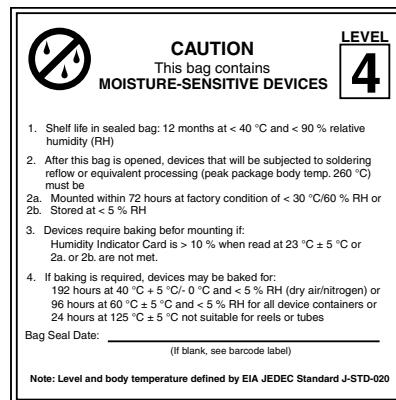 LEVEL
CAUTION
4
This bag contains
MOISTURE-SENSITIVE DEVICES
1. Shelf life in sealed bag: 12 months at < 40 °C and < 90 % relative
humidity (RH)
2. After this bag is opened, devices that will be subjected to soldering
reflow or equivalent processing (peak package body temp. 260 °C)
must be
2a. Mounted within 72 hours at factory condition of < 30 °C/60 % RH or
2b. Stored at < 5 % RH
3. Devices require baking befor mounting if:
Humidity Indicator Card is > 10 % when read at 23 °C ± 5 °C or
2a. or 2b. are not met.
4. If baking is required, devices may be baked for:
192 hours at 40 °C + 5 °C/- 0 °C and < 5 % RH (dry air/nitrogen) or
96 hours at 60 °C ± 5 °C and < 5 % RH for all device containers or
24 hours at 125 °C ± 5 °C not suitable for reels or tubes
Bag Seal Date:
(If blank, see barcode label)
Note: Level and body temperature defined by EIA JEDEC Standard J-STD-020